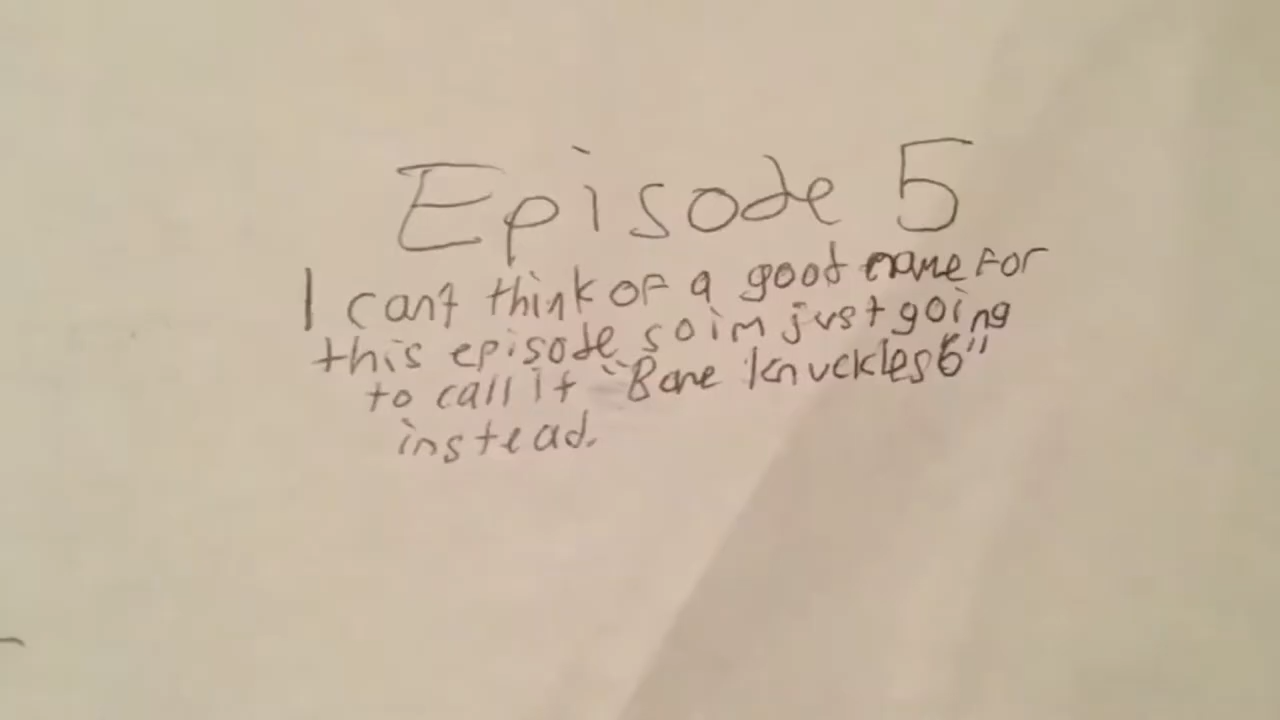 Episode 5
I cant think of a good name for
this episode so im just going
to call it "Bare knuckles 6"
instead.